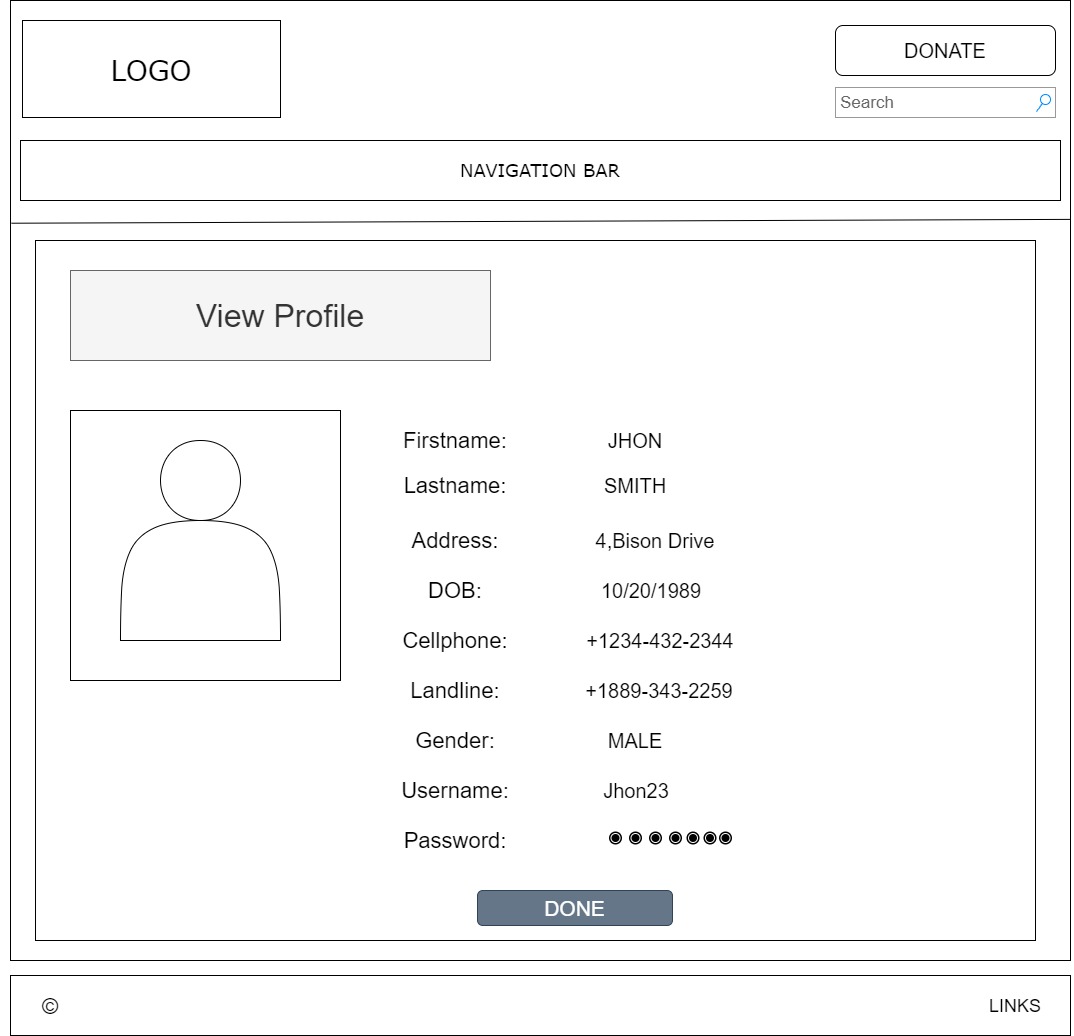 LOGO
DONATE
Search
NAVIGATION BAR
View Profile
Firstname: JHON
Lastname: SMITH
Address: 4,Bison Drive
DOB: 10/20/1989
Cellphone: +1234-432-2344
Landline: +1889-343-2259
Gender: MALE
Username: Jhon23
Password:
DONE
© LINKS